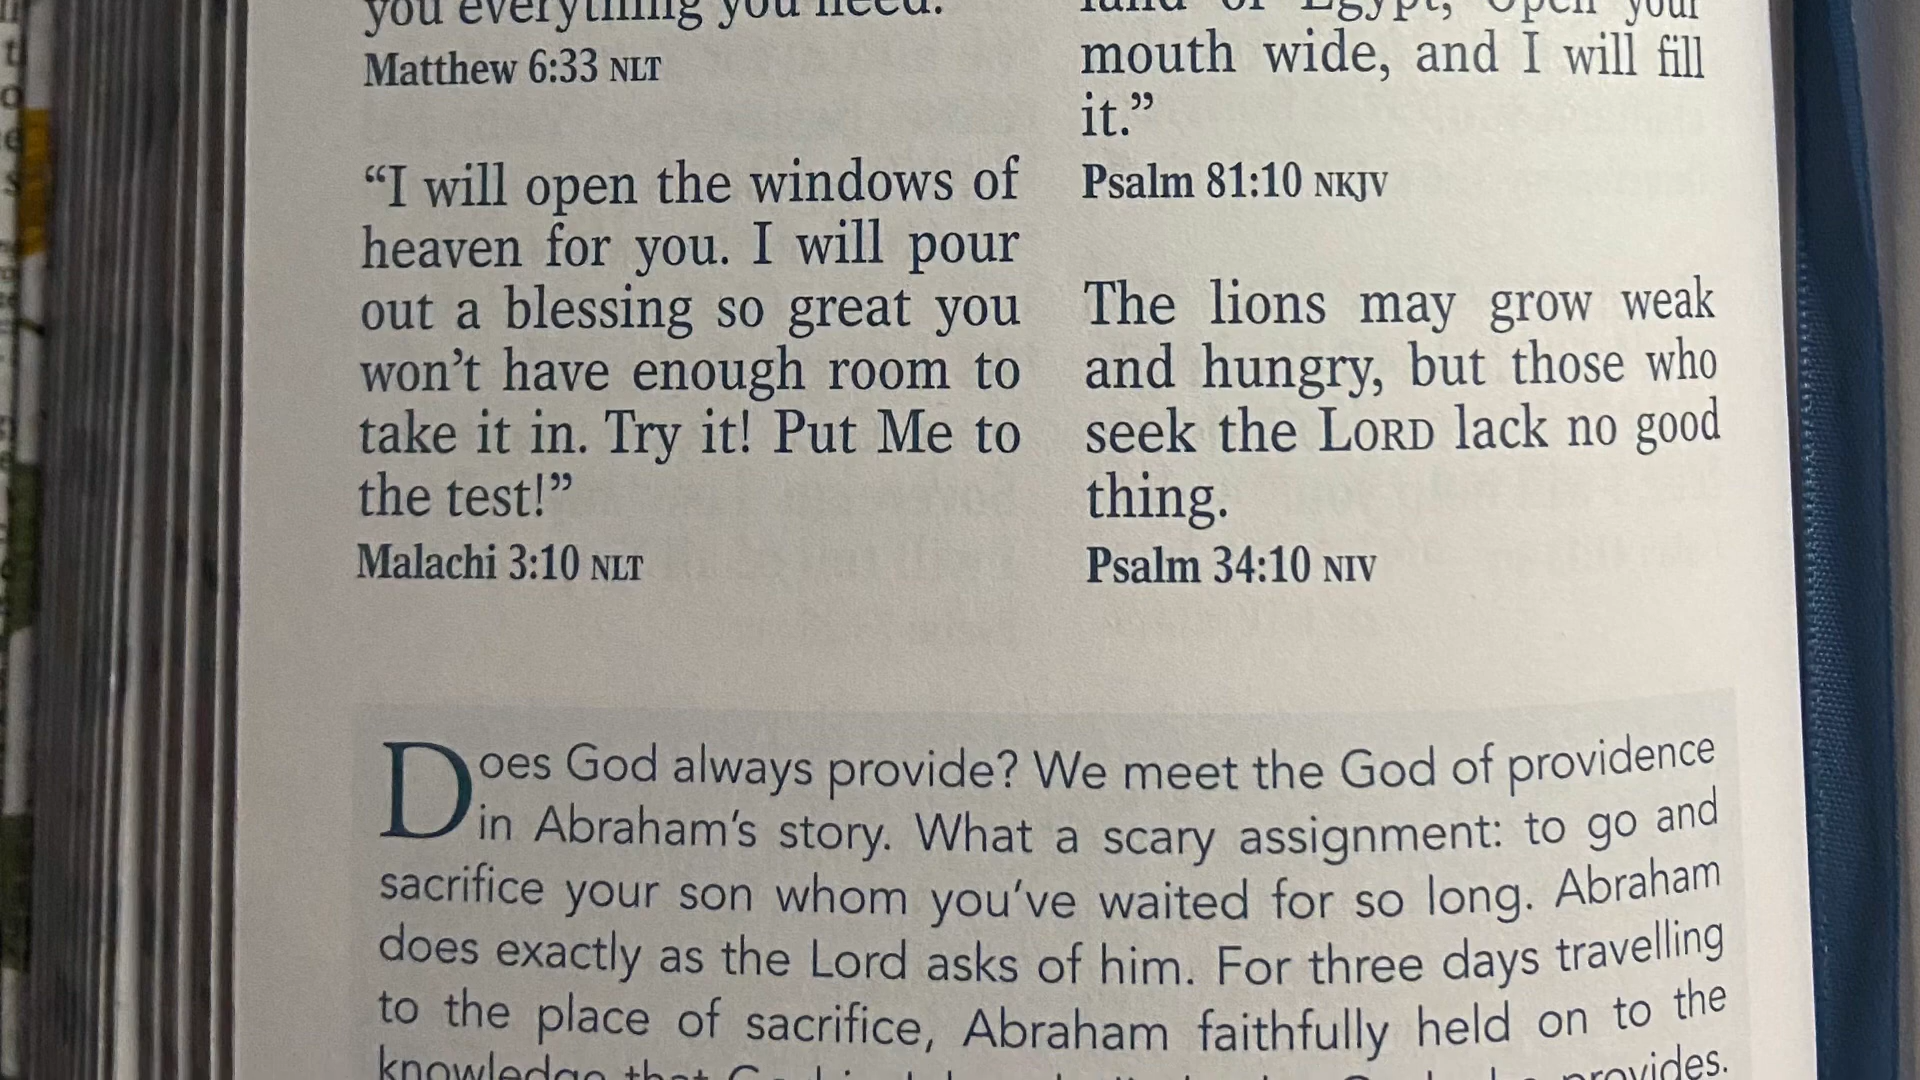 you everything you need.
Matthew 6:33 NLT
“I will open the windows of
heaven for you. I will pour
out a blessing so great you
won’t have enough room to
take it in. Try it! Put Me to
the test!”
Malachi 3:10 NLT
land of Egypt; Open your
mouth wide, and I will fill
it.”
Psalm 81:10 NKJV
The lions may grow weak
and hungry, but those who
seek the LORD lack no good
thing.
Psalm 34:10 NIV
Does God always provide? We meet the God of providence
in Abraham’s story. What a scary assignment: to go and
sacrifice your son whom you’ve waited for so long. Abraham
does exactly as the Lord asks of him. For three days travelling
to the place of sacrifice, Abraham faithfully held on to the
knowledge that provides.